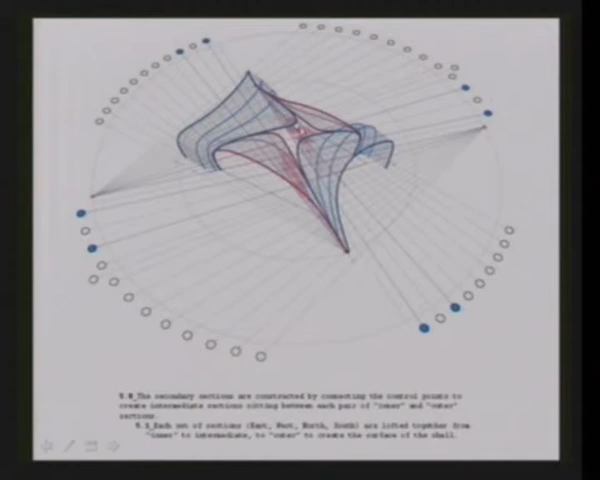 5.0_The secondary sections are constructed by connecting the control points to
create intermediate sections sitting between each pair of "inner" and "outer"
sections.
5.1_Each set of sections (East, West, North, South) are lofted together from
"inner" to intermediate, to "outer" to create the surface of the shell.